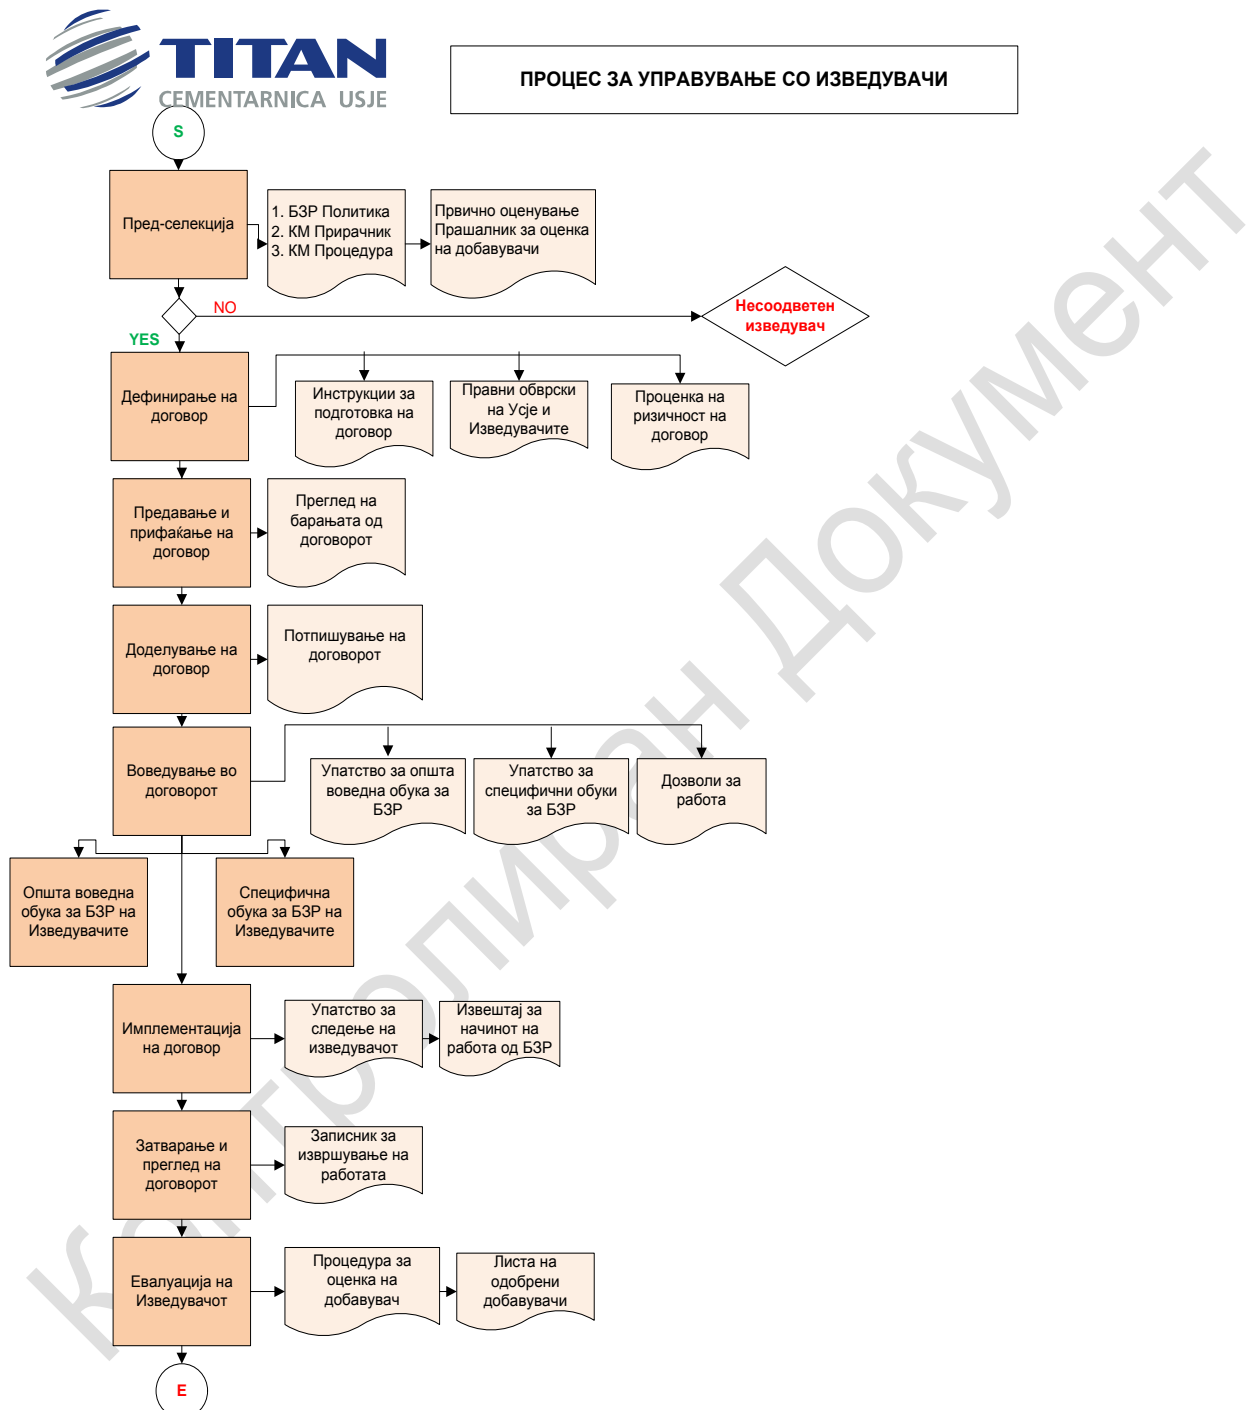 TITAN
CEMENTARNICA USJE
ПРОЦЕС ЗА УПРАВУВАЊЕ СО ИЗВЕДУВАЧИ
S
Пред-селекција
1. БЗР Политика
2. КМ Прирачник
3. КМ Процедура
Првично оценување
Прашалник за оценка
на добавувачи
NO
Несоодветен
изведувач
YES
Дефинирање на
договор
Инструкции за
подготовка на
договор
Правни обврски
на Усје и
Изведувачите
Проценка на
ризичност на
договор
Предавање и
прифаќање на
договор
Преглед на
барањата од
договорот
Доделување на
договор
Потпишување на
договорот
Воведување во
договорот
Упатство за општа
воведна обука за
БЗР
Упатство за
специфични обуки
за БЗР
Дозволи за
работа
Општа воведна
обука за БЗР на
Изведувачите
Специфична
обука за БЗР на
Изведувачите
Имплементација
на договор
Упатство за
следење на
изведувачот
Извештај за
начинот на
работа од БЗР
Затварање и
преглед на
договорот
Записник за
извршување на
работата
Евалуација на
Изведувачот
Процедура за
оценка на
добавувач
Листа на
одобрени
добавувачи
E
Контролиран Документ